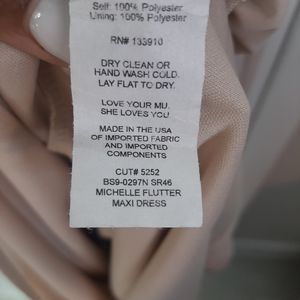 Self: 100% Polyester
Lining: 100% Polyester
RN# 133910
DRY CLEAN OR
HAND WASH COLD.
LAY FLAT TO DRY.
LOVE YOUR MU.
SHE LOVES YOU.
MADE IN THE USA
OF IMPORTED FABRIC
AND IMPORTED
COMPONENTS
CUT# 5252
BS9-0297N SR46
MICHELLE FLUTTER
MAXI DRESS